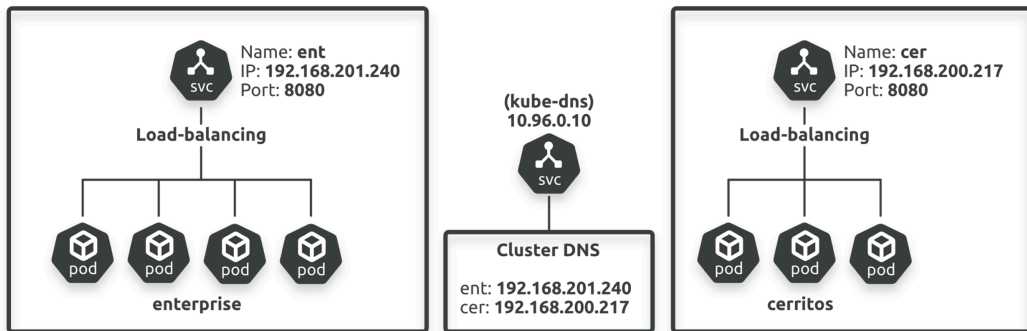 Name: ent
IP: 192.168.201.240
Port: 8080
svc
Load-balancing
pod
pod
pod
pod
enterprise
(kube-dns)
10.96.0.10
svc
Cluster DNS
ent: 192.168.201.240
cer: 192.168.200.217
Name: cer
IP: 192.168.200.217
Port: 8080
svc
Load-balancing
pod
pod
pod
cerritos